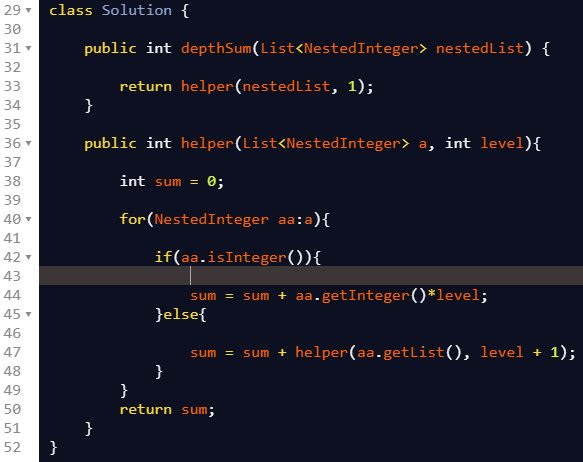 29 class Solution {
30
31     public int depthSum(List<NestedInteger> nestedList) {
32
33         return helper(nestedList, 1);
34     }
35
36     public int helper(List<NestedInteger> a, int level){
37
38         int sum = 0;
39
40         for(NestedInteger aa:a){
41
42             if(aa.isInteger()){
43
44                 sum = sum + aa.getInteger()*level;
45             }else{
46
47                 sum = sum + helper(aa.getList(), level + 1);
48             }
49         }
50         return sum;
51     }
52 }